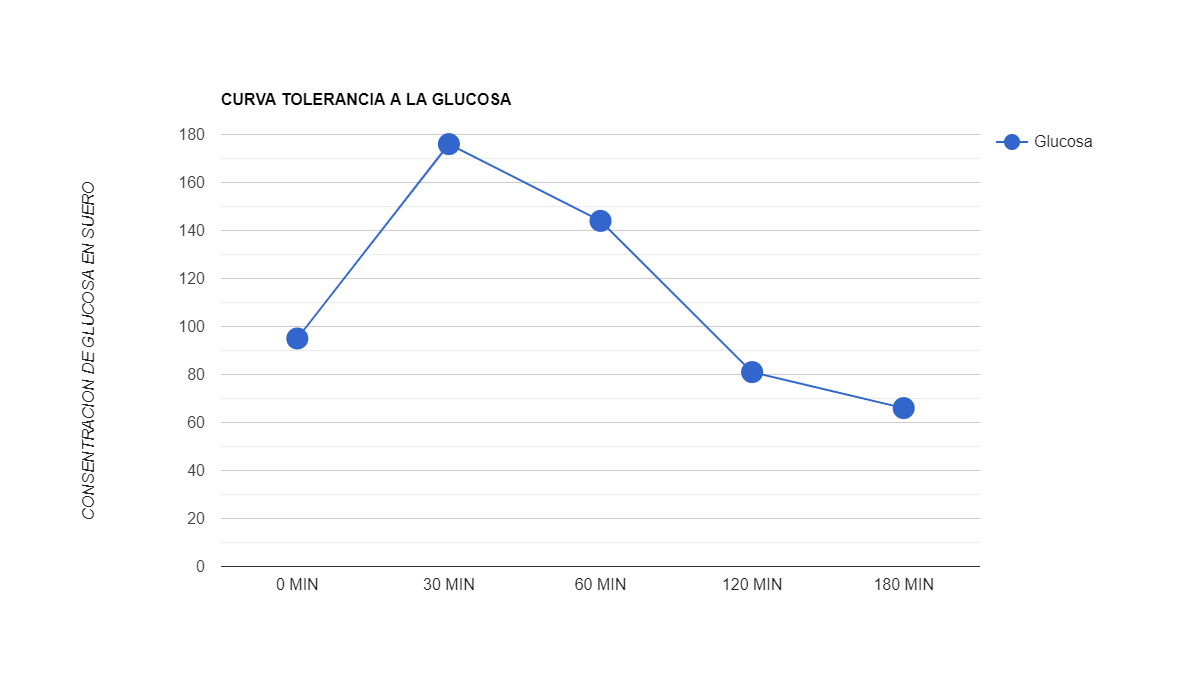 CURVA TOLERANCIA A LA GLUCOSA
Glucosa
CONSENTRACION DE GLUCOSA EN SUERO
180
160
140
120
100
80
60
40
20
0
0 MIN
30 MIN
60 MIN
120 MIN
180 MIN